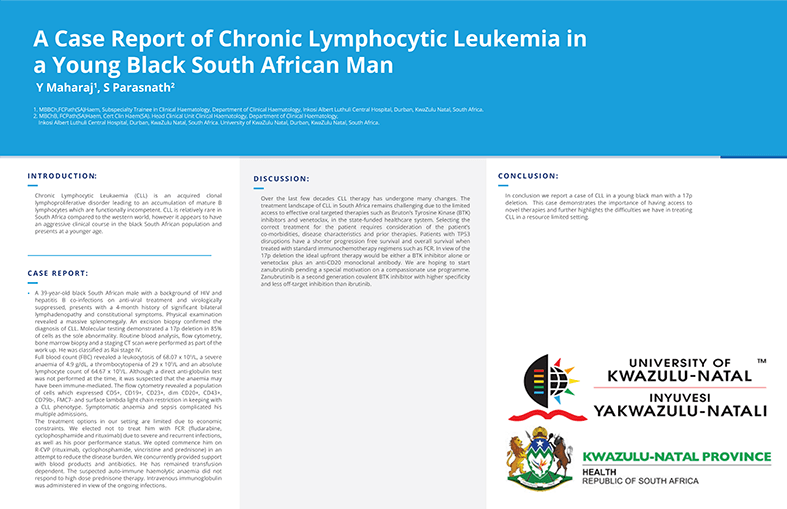 A Case Report of Chronic Lymphocytic Leukemia in
a Young Black South African Man
Y Maharaj¹, S Parasnath²
1. MBBCh,FCPath(SA)Haem, Subspecialty Trainee in Clinical Haematology, Department of Clinical Haematology, Inkosi Albert Luthuli Central Hospital, Durban, KwaZulu Natal, South Africa.
2. MBChB, FCPath(SA)Haem, Cert Clin Haem(SA). Head Clinical Unit Clinical Haematology, Department of Clinical Haematology,
Inkosi Albert Luthuli Central Hospital, Durban, KwaZulu Natal, South Africa. University of KwaZulu Natal, Durban, KwaZulu Natal, South Africa.
INTRODUCTION:
Chronic Lymphocytic Leukaemia (CLL) is an acquired clonal
lymphoproliferative disorder leading to an accumulation of mature B
lymphocytes which are functionally incompetent. CLL is relatively rare in
South Africa compared to the western world, however it appears to have
an aggressive clinical course in the black South African population and
presents at a younger age.
CASE REPORT:
• A 39-year-old black South African male with a background of HIV and
hepatitis B co-infections on anti-viral treatment and virologically
suppressed, presents with a 4-month history of significant bilateral
lymphadenopathy and constitutional symptoms. Physical examination
revealed a massive splenomegaly. An excision biopsy confirmed the
diagnosis of CLL. Molecular testing demonstrated a 17p deletion in 85%
of cells as the sole abnormality. Routine blood analysis, flow cytometry,
bone marrow biopsy and a staging CT scan were performed as part of the
work up. He was classified as Rai stage IV.
Full blood count (FBC) revealed a leukocytosis of 68.07 x 10⁹/L, a severe
anaemia of 4.9 g/dL, a thrombocytopenia of 29 x 10⁹/L and an absolute
lymphocyte count of 64.67 x 10⁹/L. Although a direct anti-globulin test
was not performed at the time, it was suspected that the anaemia may
have been immune-mediated. The flow cytometry revealed a population
of cells which expressed CD5+, CD19+, CD23+, dim CD20+, CD43+,
CD79b-, FMC7- and surface lambda light chain restriction in keeping with
a CLL phenotype. Symptomatic anaemia and sepsis complicated his
multiple admissions.
The treatment options in our setting are limited due to economic
constraints. We elected not to treat him with FCR (fludarabine,
cyclophosphamide and rituximab) due to severe and recurrent infections,
as well as his poor performance status. We opted commence him on
R-CVP (rituximab, cyclophosphamide, vincristine and prednisone) in an
attempt to reduce the disease burden. We concurrently provided support
with blood products and antibiotics. He has remained transfusion
dependent. The suspected auto-immune haemolytic anaemia did not
respond to high dose prednisone therapy. Intravenous immunoglobulin
was administered in view of the ongoing infections.
DISCUSSION:
Over the last few decades CLL therapy has undergone many changes. The
treatment landscape of CLL in South Africa remains challenging due to the limited
access to effective oral targeted therapies such as Bruton's Tyrosine Kinase (BTK)
inhibitors and venetoclax, in the state-funded healthcare system. Selecting the
correct treatment for the patient requires consideration of the patient's
co-morbidities, disease characteristics and prior therapies, Patients with TP53
disruptions have a shorter progression free survival and overall survival when
treated with standard immunochemotherapy regimens such as FCR. In view of the
17p deletion the ideal upfront therapy would either be a BTK inhibitor alone or
venetoclax plus an anti-CD20 monoclonal antibody. We are hoping to start
zanubrutinib pending a special motivation on a compassionate use programme.
Zanubrutinib is a second generation covalent BTK inhibitor with higher specificity
and less off-target inhibition than ibrutinib.
CONCLUSION:
In conclusion we report a case of CLL in a young black man with a 17p
deletion. This case demonstrates the importance of having access to
novel therapies and further highlights the difficulties we have in treating
CLL in a resource limited setting.
UNIVERSITY OF ™
KWAZULU-NATAL
INYUVESI
YAKWAZULU-NATALI
KWAZULU-NATAL PROVINCE
HEALTH
REPUBLIC OF SOUTH AFRICA